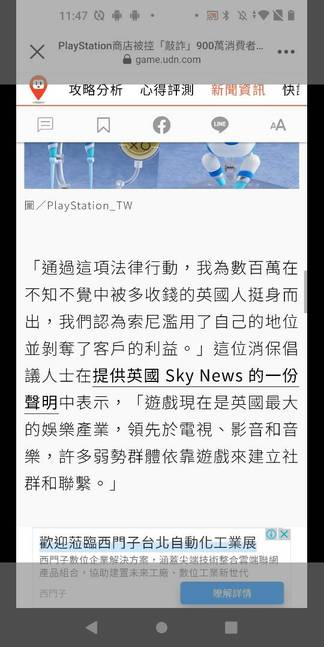 11:47
PlayStation商店被控「敲詐」900萬消費者...
game.udn.com
攻略分析 心得評測 新聞資訊 快訊
LINE
AA
圖／PlayStation_TW
「通過這項法律行動，我為數百萬在
不知不覺中被多收錢的英國人挺身而
出，我們認為索尼濫用了自己的地位
並剝奪了客戶的利益。」這位消保倡
議人士在提供英國 Sky News 的一份
聲明中表示，「遊戲現在是英國最大
的娛樂產業，領先於電視、影音和音
樂，許多弱勢群體依靠遊戲來建立社
群和聯繫。」
歡迎蒞臨西門子台北自動化工業展
西門子數位企業解決方案，涵蓋尖端技術整合雲端聯網
產品組合，協助建置未來工廠、數位工業新世代
西門子
瞭解詳情